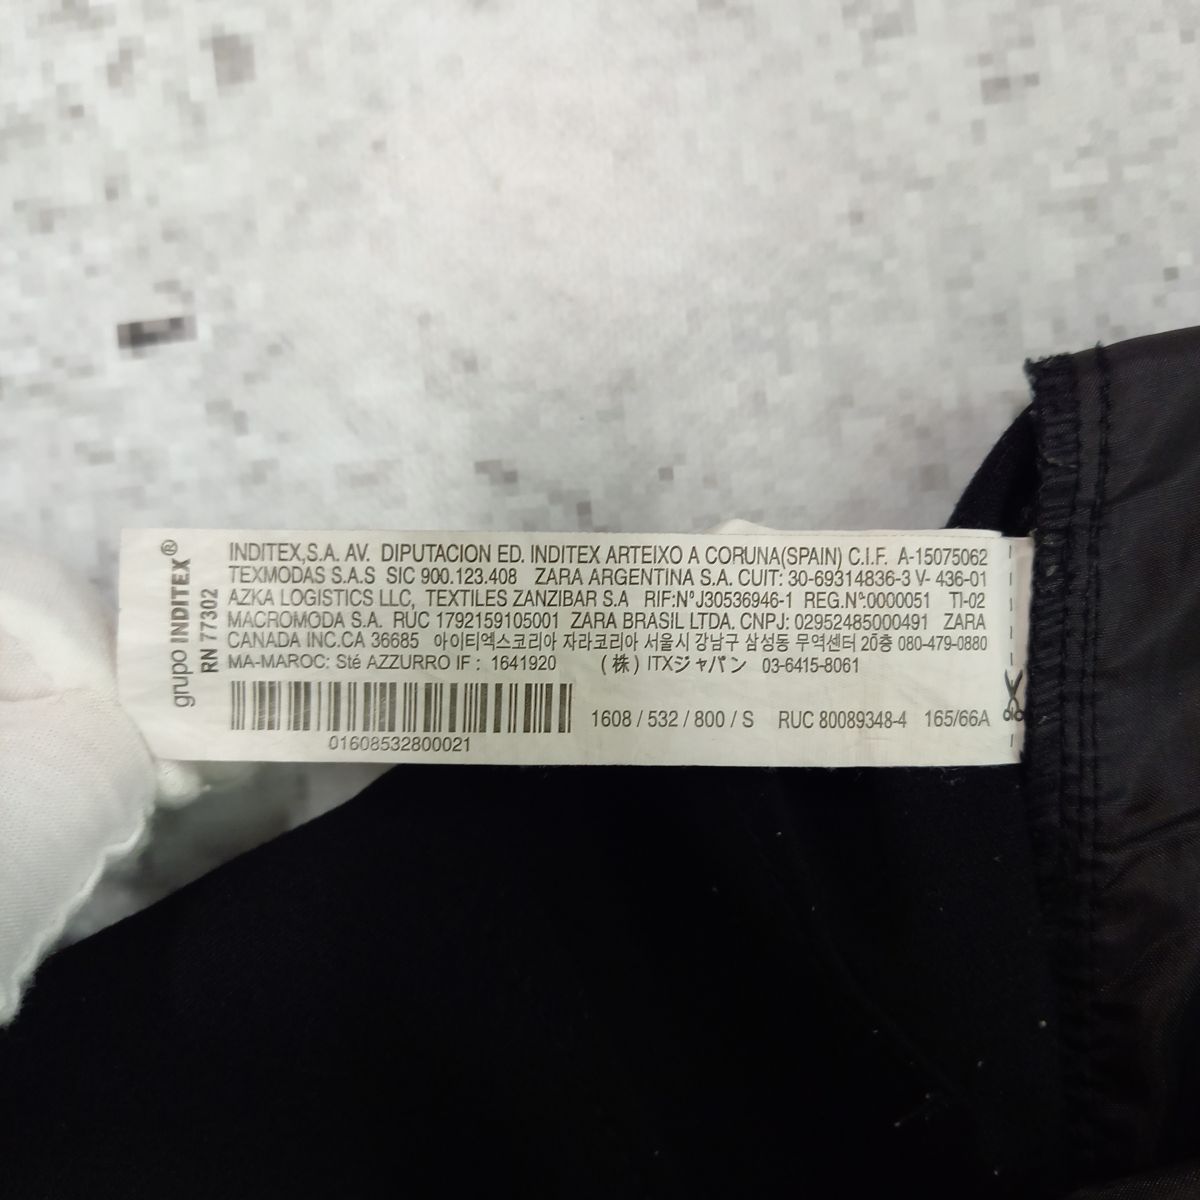 grupo INDITEX®
RN 77302
INDITEX,S.A. AV. DIPUTACION ED. INDITEX ARTEIXO A CORUNA(SPAIN) C.I.F. A-15075062
TEXMODAS S.A.S SIC 900.123.408 ZARA ARGENTINA S.A. CUIT: 30-69314836-3 V- 436-01
AZKA LOGISTICS LLC, TEXTILES ZANZIBAR S.A RIF:NºJ30536946-1 REG.Nº:0000051 TI-02
MACROMODA S.A. RUC 1792159105001 ZARA BRASIL LTDA. CNPJ: 02952485000491 ZARA
CANADA INC.CA 36685 아이티엑스코리아 자라코리아 서울시 강남구 삼성동 무역센터 20층 080-479-0880
MA-MAROC: Sté AZZURRO IF : 1641920 (株) ITXジャパン 03-6415-8061
1608 / 532 / 800 / S RUC 80089348-4 165/66A
01608532800021